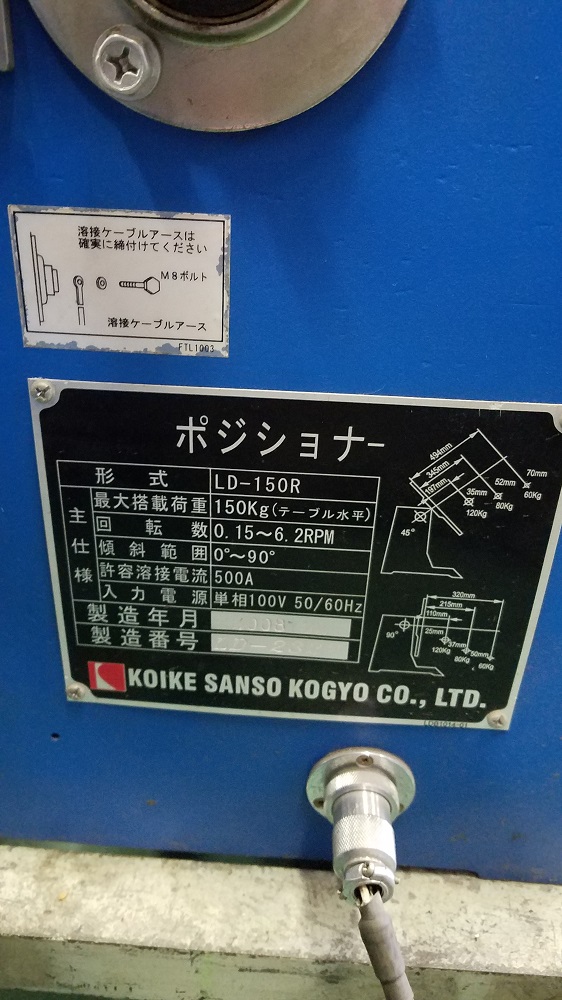 溶接ケーブルアースは
確実に締付けてください
M8ボルト
溶接ケーブルアース
FTL1003
ポジショナー
形式 LD-150R
主仕様
最大搭載荷重 150Kg(テーブル水平)
回転数 0.15～6.2RPM
傾斜範囲 0°～90°
許容溶接電流 500A
入力電源 単相100V 50/60Hz
製造年月
製造番号
494mm
345mm
197mm
70mm
60Kg
52mm
80Kg
35mm
120Kg
45°
320mm
215mm
110mm
90°
25mm
120Kg
37mm
80Kg
50mm
60Kg
KOIKE SANSO KOGYO CO., LTD.
LDB1014-01